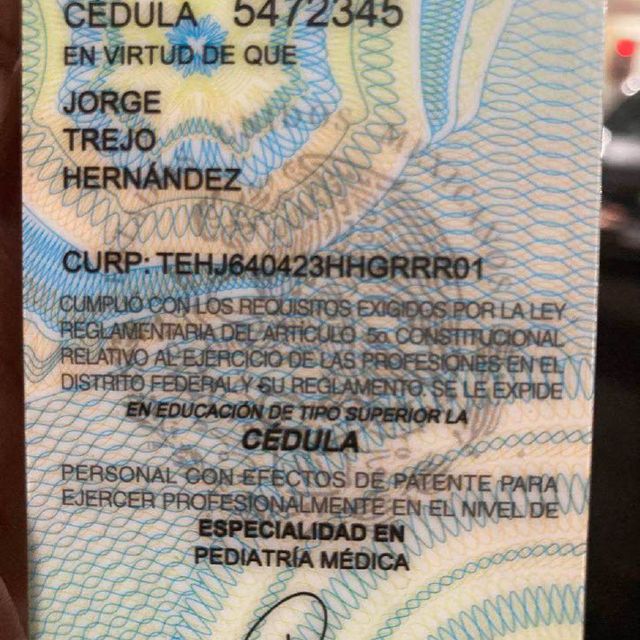 CÉDULA 5472345
EN VIRTUD DE QUE
JORGE
TREJO
HERNÁNDEZ
CURP: TEHJ640423HHGRRR01
CUMPLIÓ CON LOS REQUISITOS EXIGIDOS POR LA LEY
REGLAMENTARIA DEL ARTÍCULO 5o CONSTITUCIONAL
RELATIVO AL EJERCICIO DE LAS PROFESIONES EN EL
DISTRITO FEDERAL Y SU REGLAMENTO SE LE EXPIDE
EN EDUCACIÓN DE TIPO SUPERIOR LA
CÉDULA
PERSONAL CON EFECTOS DE PATENTE PARA
EJERCER PROFESIONALMENTE EN EL NIVEL DE
ESPECIALIDAD EN
PEDIATRÍA MÉDICA